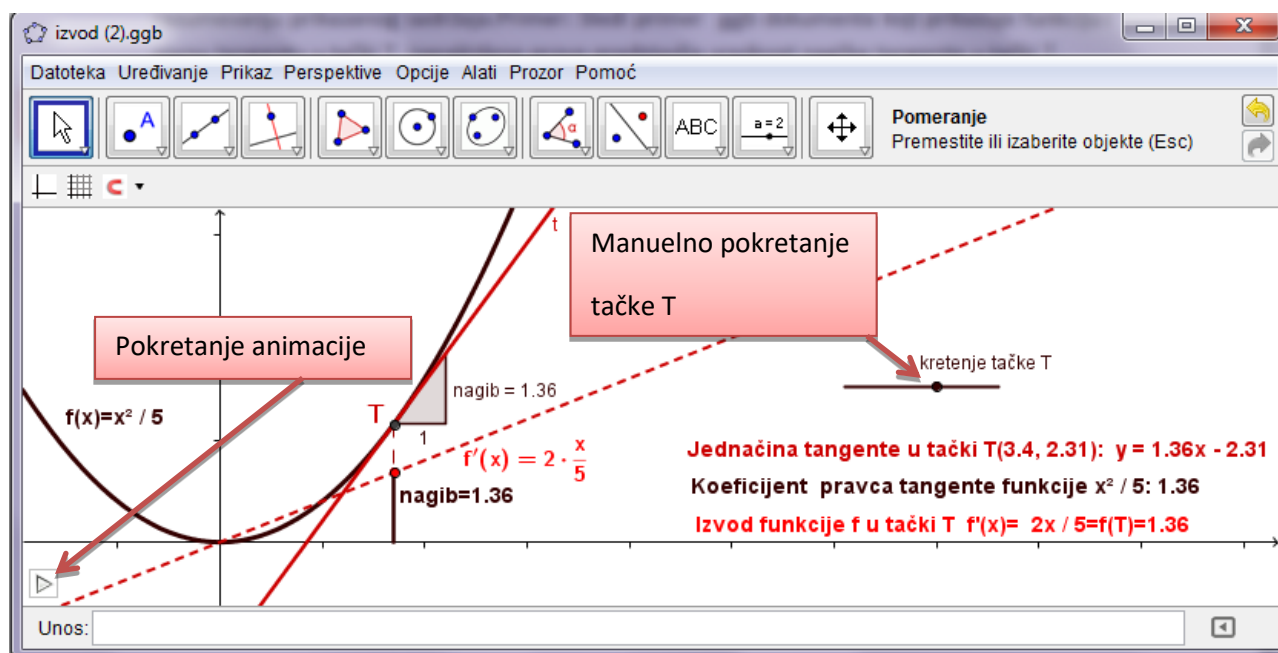 izvod (2).ggb
Datoteka Uređivanje Prikaz Perspektive Opcije Alati Prozor Pomoć
A
α
ABC
a=2
Pomeranje
Premestite ili izaberite objekte (Esc)
t
Manuelno pokretanje
tačke T
Pokretanje animacije
kretenje tačke T
nagib = 1.36
f(x)=x² / 5
T
1
f′(x) = 2 · x/5
nagib=1.36
Jednačina tangente u tački T(3.4, 2.31): y = 1.36x - 2.31
Koeficijent pravca tangente funkcije x² / 5: 1.36
Izvod funkcije f u tački T f'(x)= 2x / 5=f(T)=1.36
Unos: